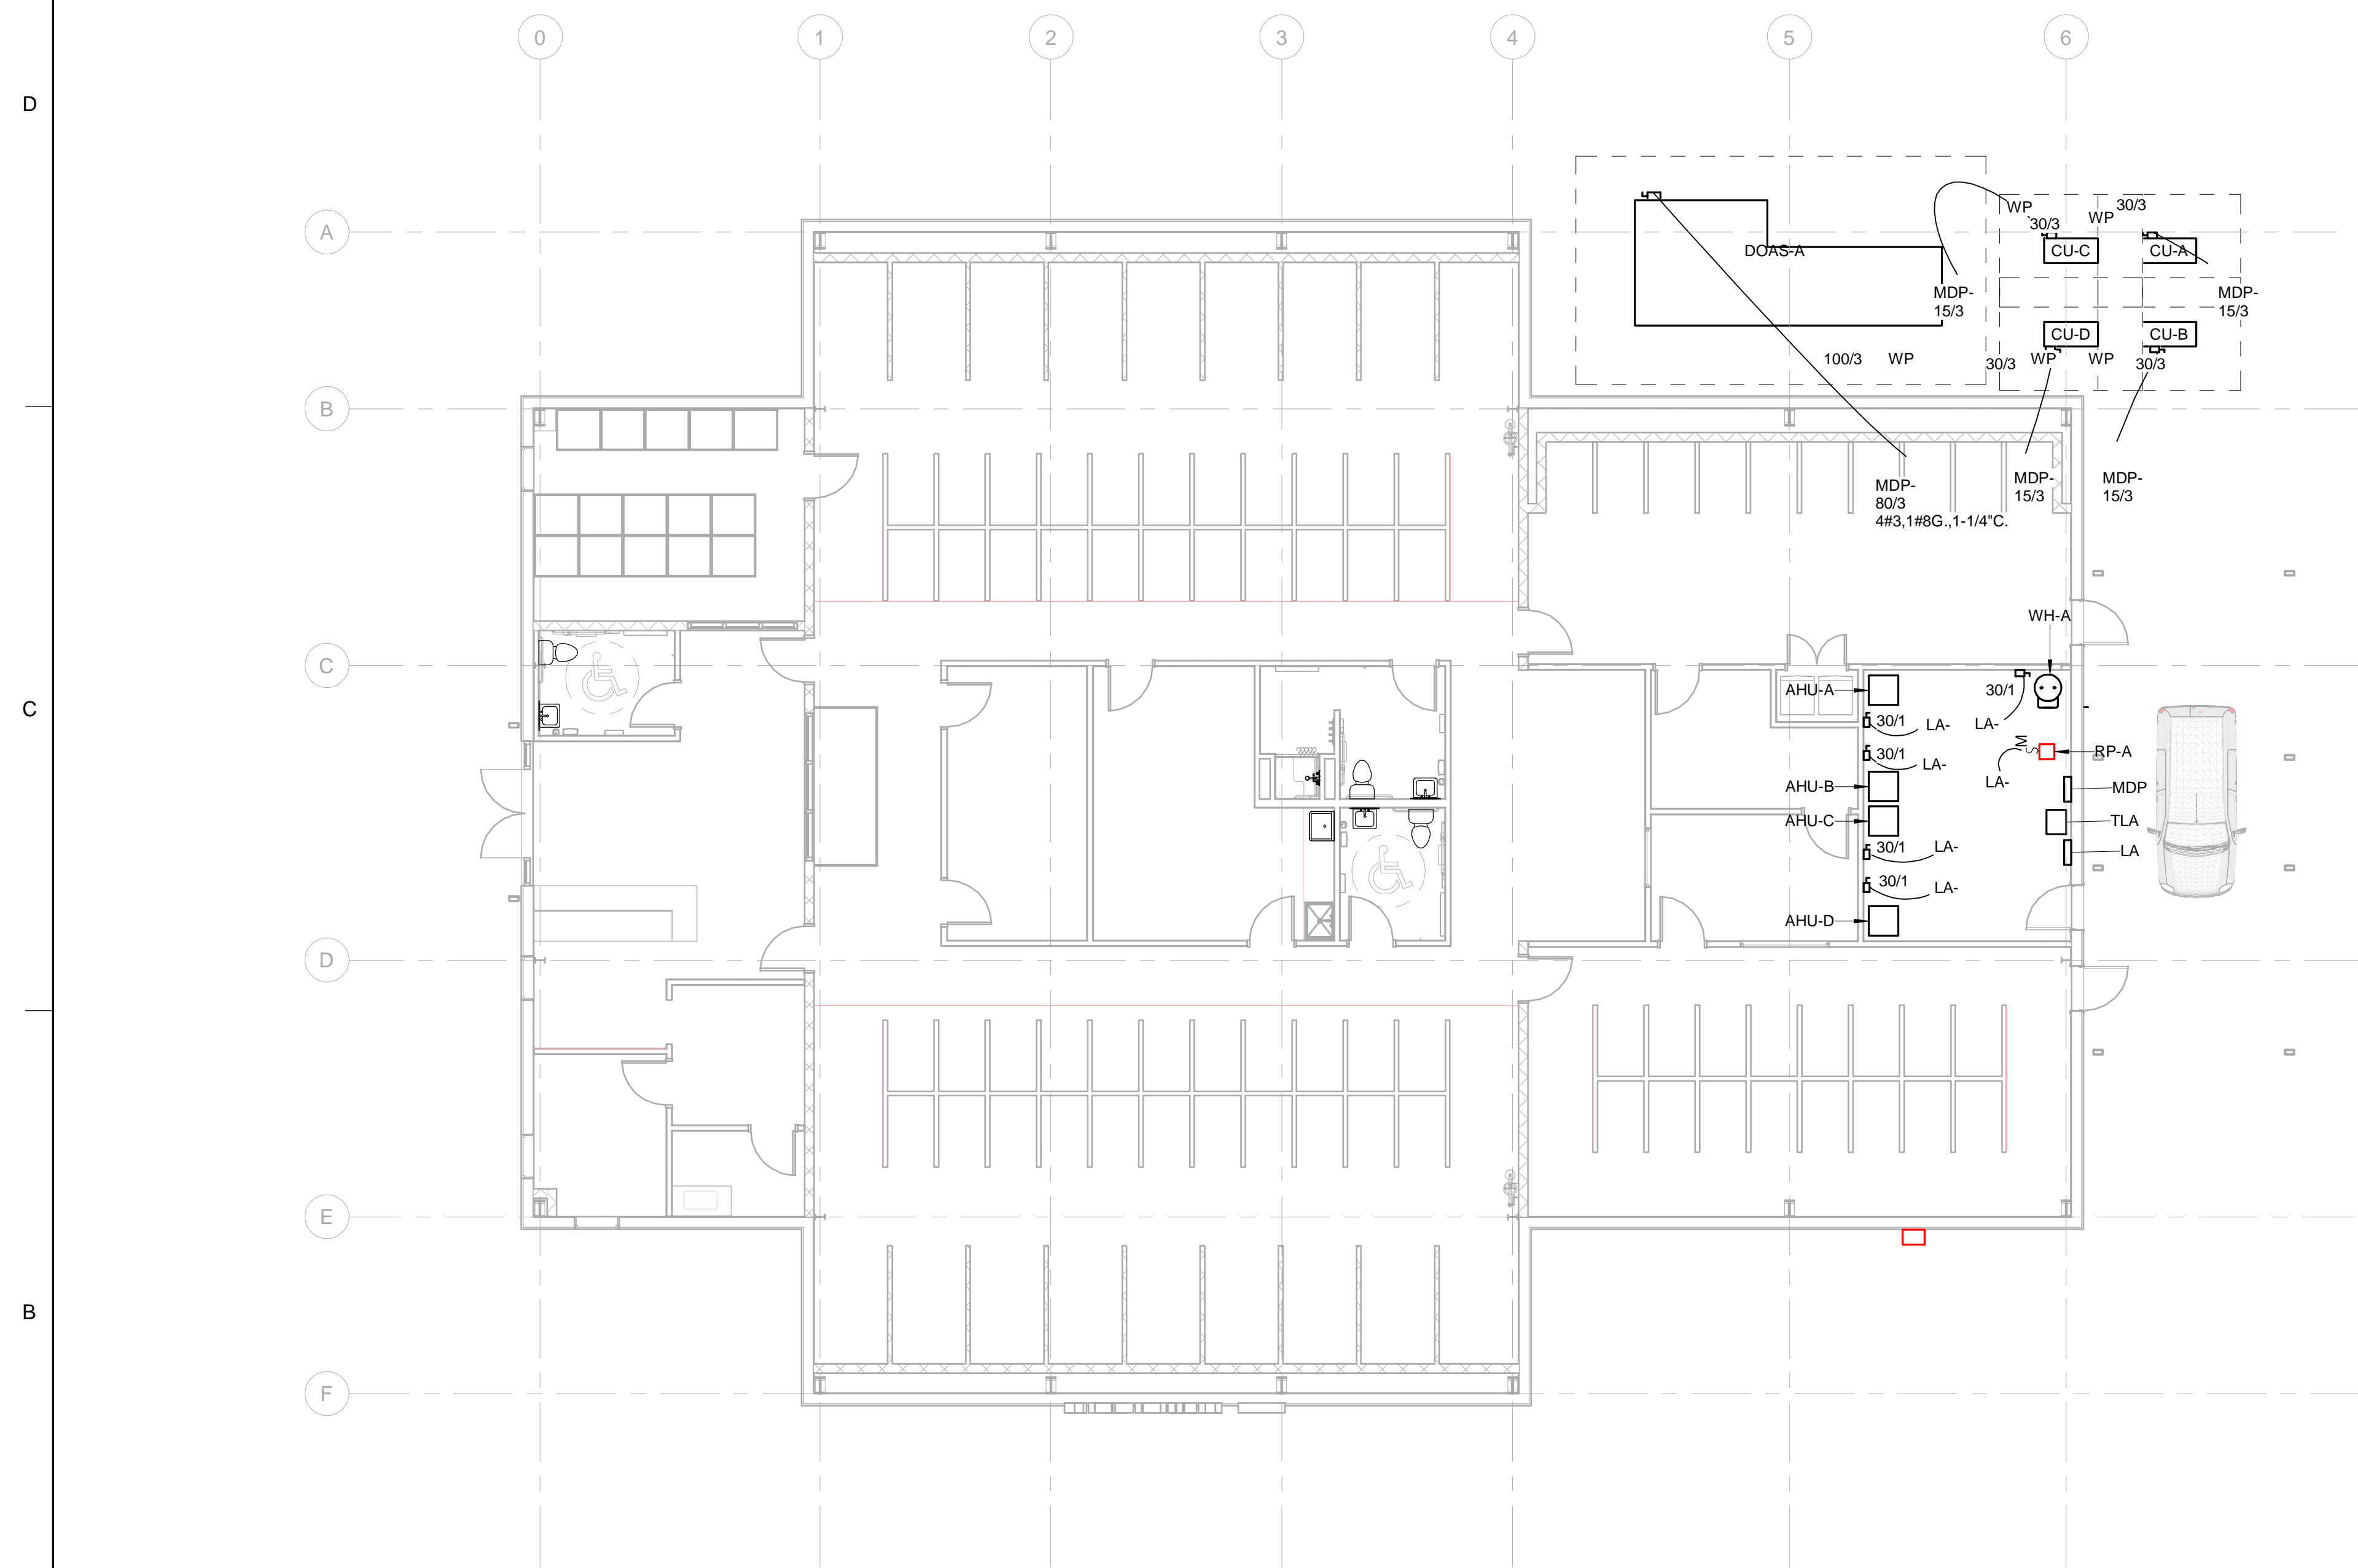 0
1
2
3
4
5
6
D
A
WP
30/3
WP
30/3
DOAS-A
CU-C
CU-A
MDP-
15/3
MDP-
15/3
CU-D
CU-B
100/3
WP
30/3
WP
WP
30/3
B
MDP-
80/3
4#3,1#8G.,1-1/4"C.
MDP-
15/3
MDP-
15/3
WH-A
C
AHU-A
30/1
C
30/1
LA-
LA-
M
S
RP-A
30/1
LA-
LA-
AHU-B
MDP
AHU-C
TLA
30/1
LA-
LA
30/1
LA-
AHU-D
D
E
B
F